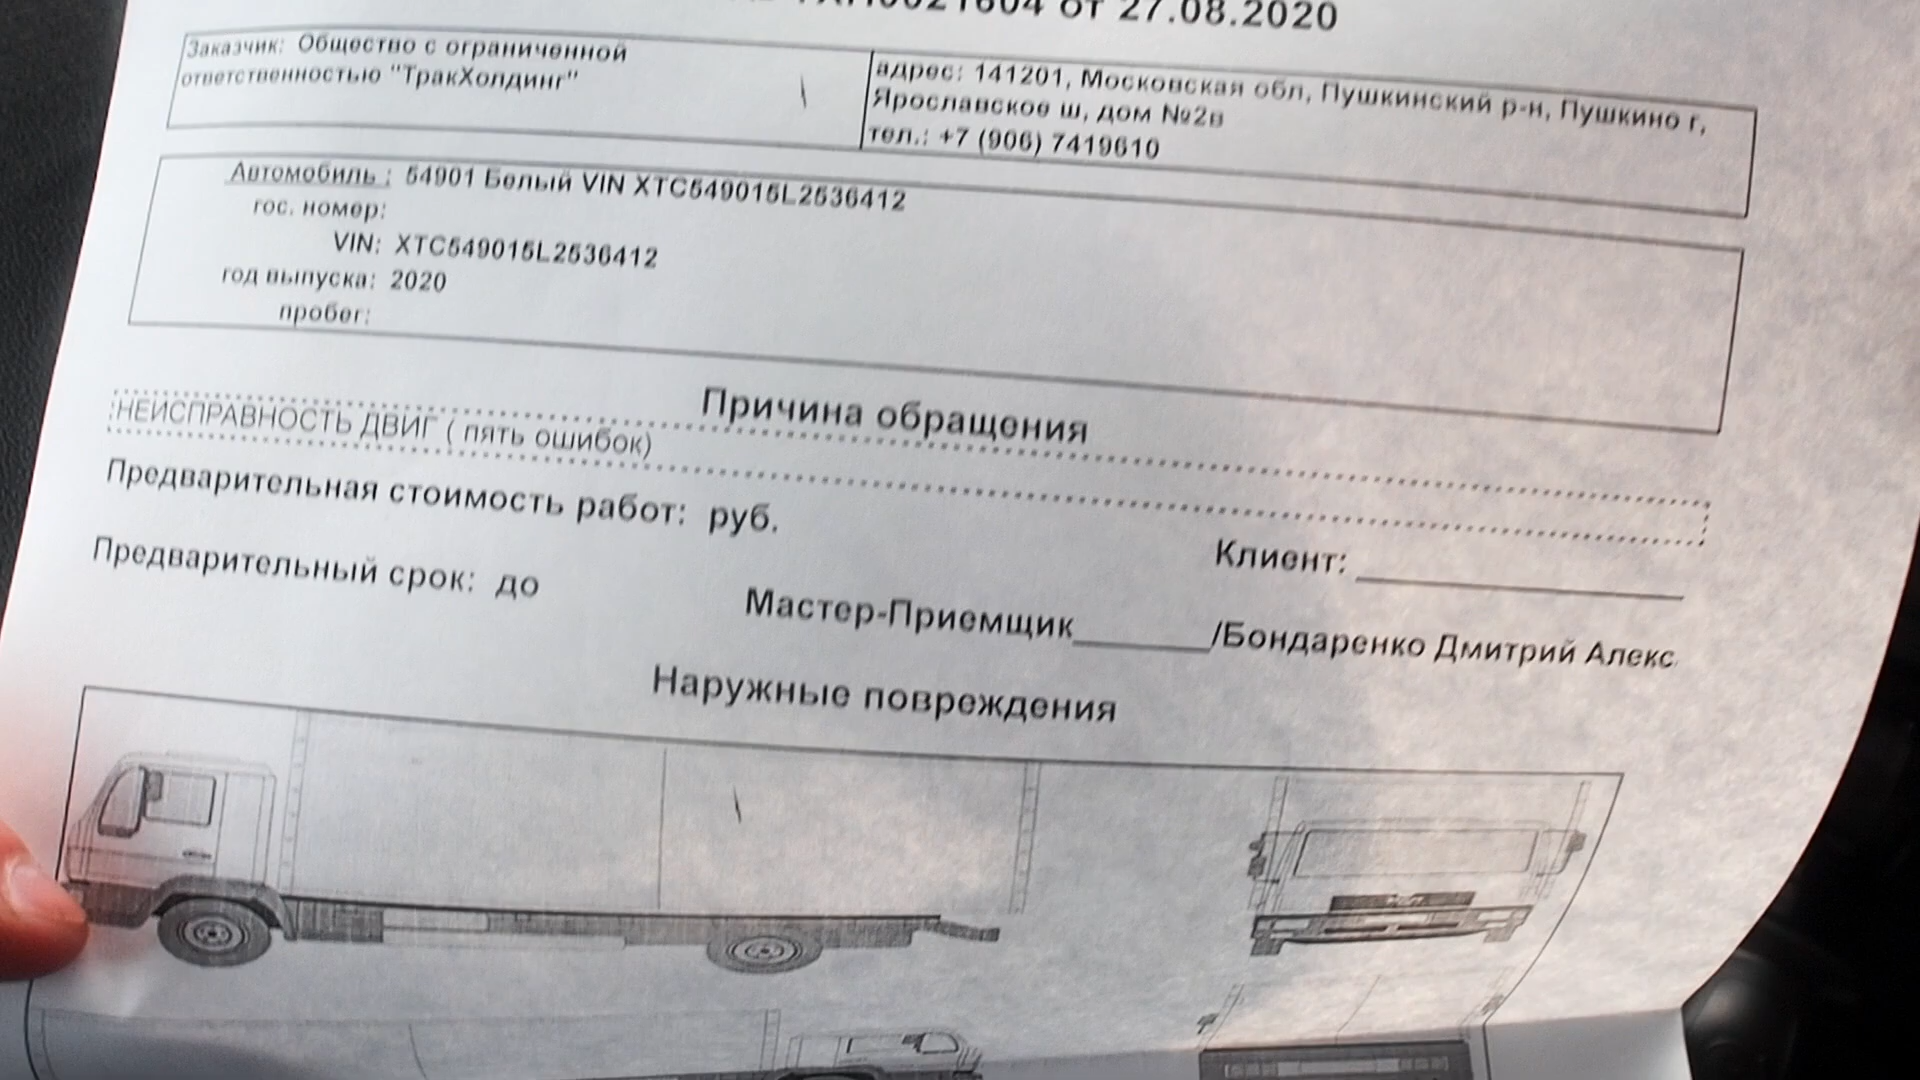 от 27.08.2020
Заказчик: Общество с ограниченной
ответственностью "ТракХолдинг"
адрес: 141201, Московская обл, Пушкинский р-н, Пушкино г,
Ярославское ш, дом №2в
тел.: +7 (906) 7419610
Автомобиль : 54901 Белый VIN XTC549015L2536412
гос. номер:
VIN: XTC549015L2536412
год выпуска: 2020
пробег:
Причина обращения
НЕИСПРАВНОСТЬ ДВИГ ( пять ошибок)
Предварительная стоимость работ: руб.
Клиент:
Предварительный срок: до
Мастер-Приемщик_______/Бондаренко Дмитрий Алекс
Наружные повреждения